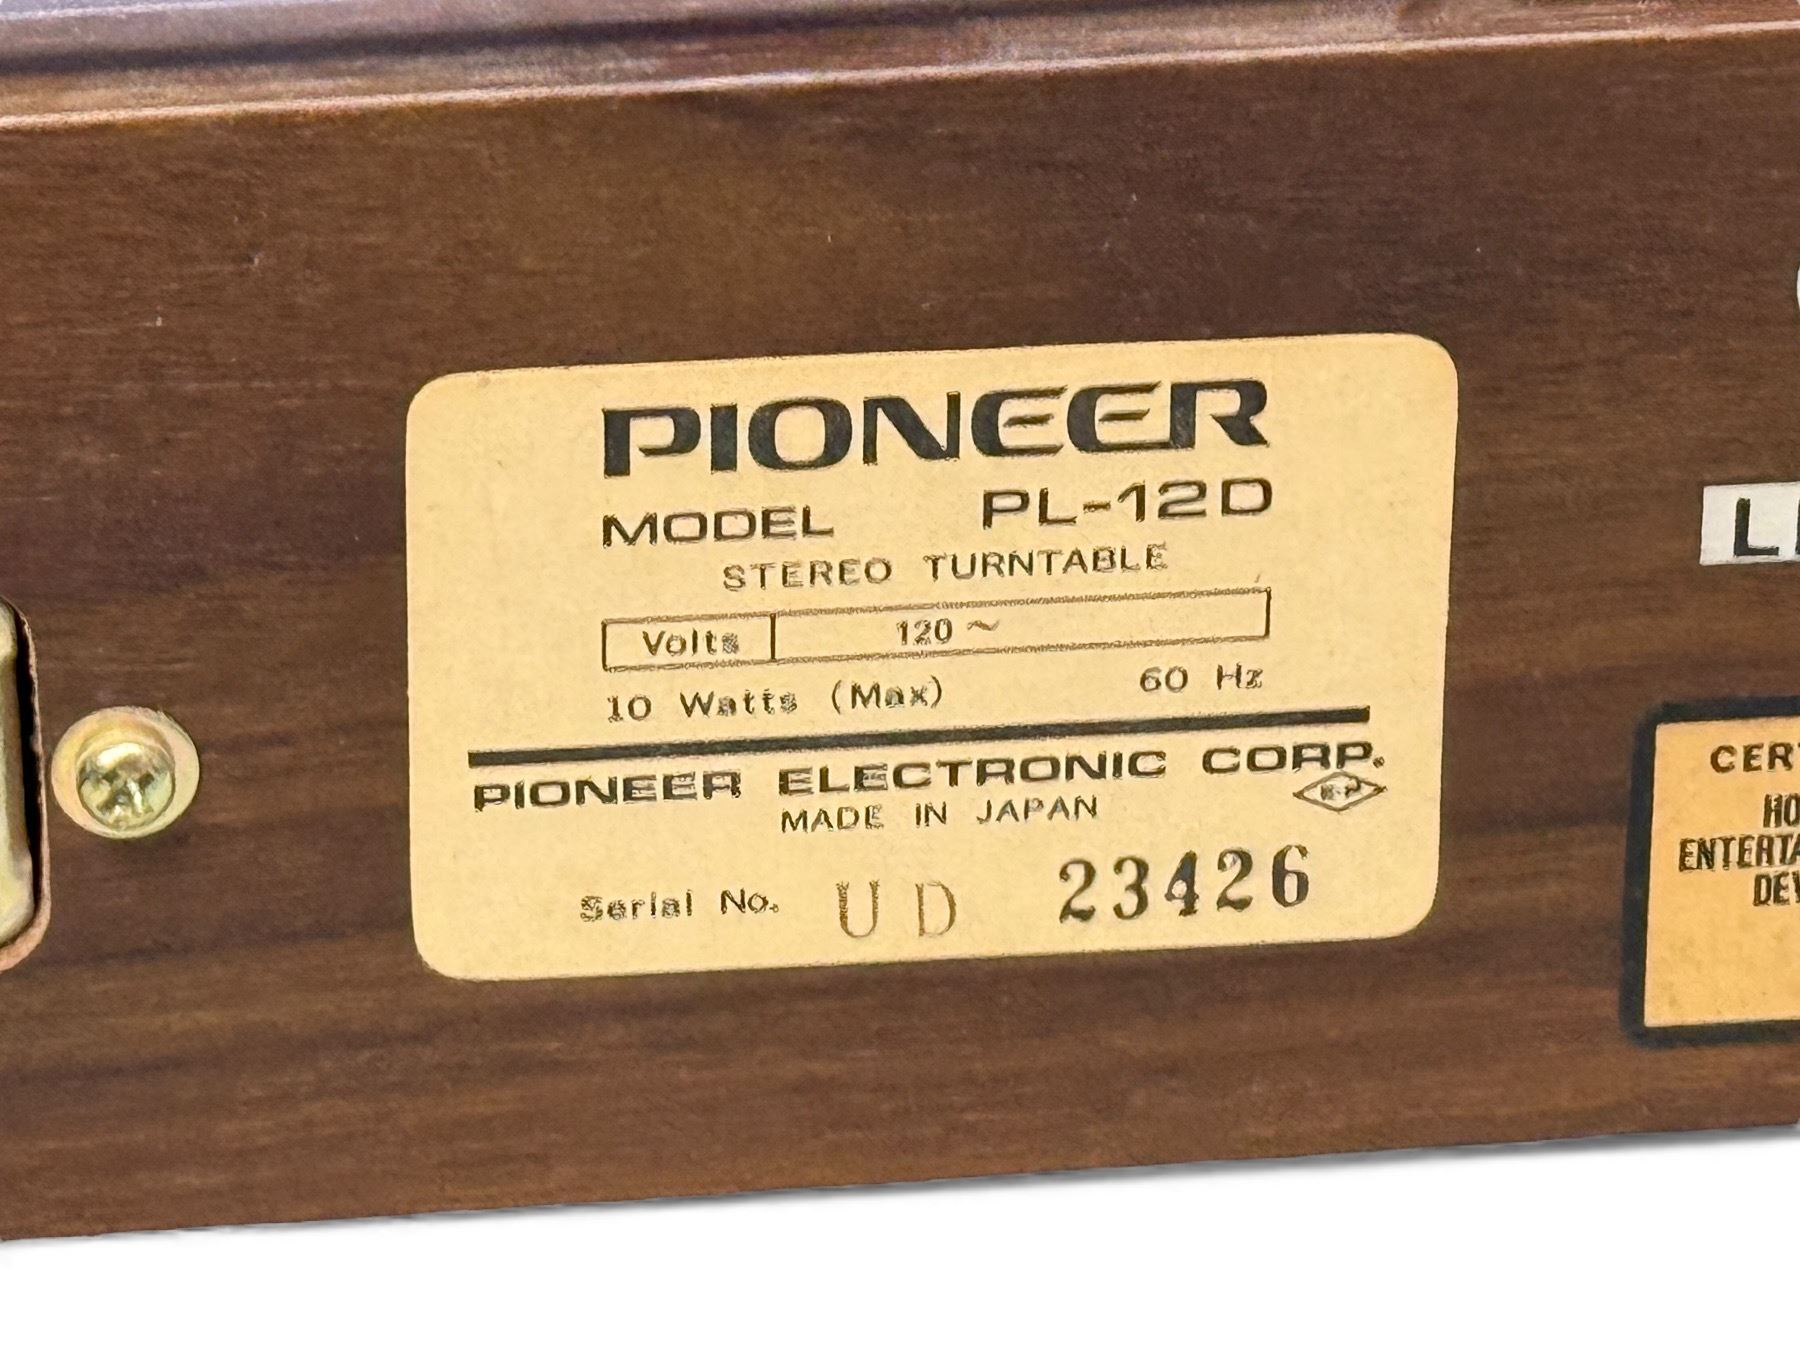 PIONEER
MODEL PL-12D
STEREO TURNTABLE
Volts 120 ~
10 Watts (Max) 60 Hz
PIONEER ELECTRONIC CORP.
MADE IN JAPAN
Serial No. UD 23426
L
CERT
HO
ENTERTA
DEV